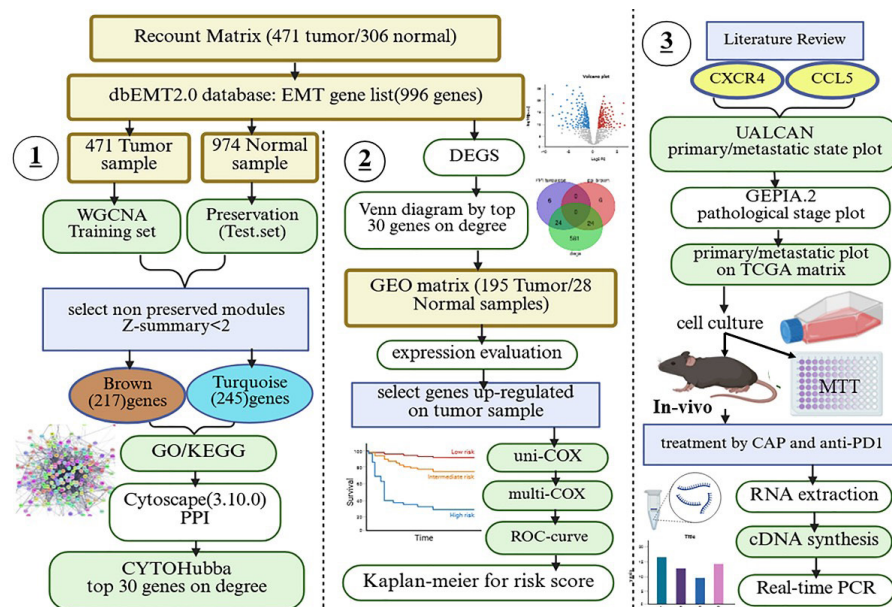 Recount Matrix (471 tumor/306 normal)
dbEMT2.0 database: EMT gene list(996 genes)
1
471 Tumor
sample
974 Normal
sample
WGCNA
Training set
Preservation
(Test.set)
select non preserved modules
Z-summary<2
Brown
(217)genes
Turquoise
(245)genes
GO/KEGG
Cytoscape(3.10.0)
PPI
CYTOHubba
top 30 genes on degree
2
DEGS
Volcano plot
Venn diagram by top
30 genes on degree
6
6
24
24
581
GEO matrix (195 Tumor/28
Normal samples)
expression evaluation
select genes up-regulated
on tumor sample
Survival
Time
Low risk
Intermediate risk
High risk
uni-COX
multi-COX
ROC-curve
Kaplan-meier for risk score
3
Literature Review
CXCR4
CCL5
UALCAN
primary/metastatic state plot
GEPIA.2
pathological stage plot
primary/metastatic plot
on TCGA matrix
cell culture
In-vivo
MTT
treatment by CAP and anti-PD1
RNA extraction
cDNA synthesis
Real-time PCR